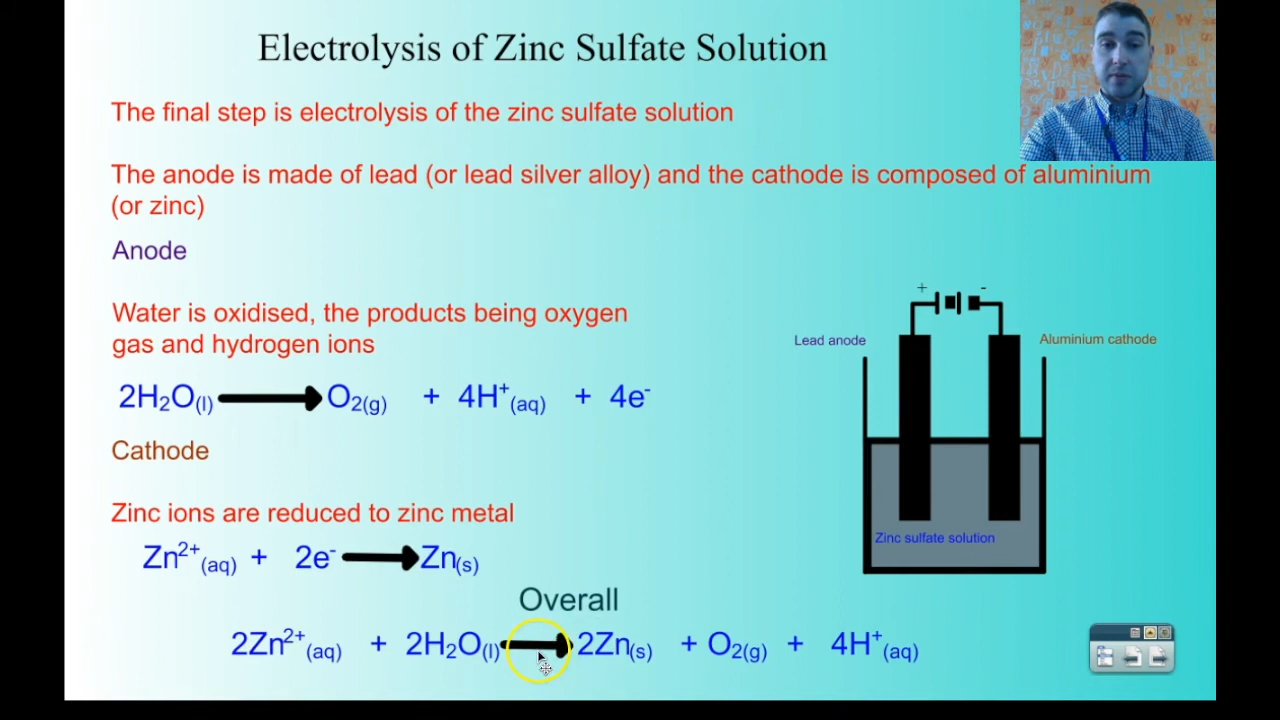 Electrolysis of Zinc Sulfate Solution
The final step is electrolysis of the zinc sulfate solution
The anode is made of lead (or lead silver alloy) and the cathode is composed of aluminium
(or zinc)
Anode
Water is oxidised, the products being oxygen
gas and hydrogen ions
2H₂O(l) ⟶ O₂(g) + 4H⁺(aq) + 4e⁻
Cathode
Zinc ions are reduced to zinc metal
Zn²⁺(aq) + 2e⁻ ⟶ Zn(s)
Overall
2Zn²⁺(aq) + 2H₂O(l) ⟶ 2Zn(s) + O₂(g) + 4H⁺(aq)
+ -
Lead anode
Aluminium cathode
Zinc sulfate solution